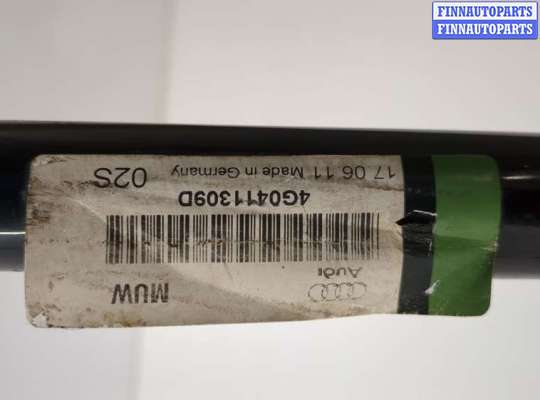 FINNAUTOPARTS
FINNAUTOPARTS
MUW
Audi
4G0411309D
02S
17 06 11 Made in Germany